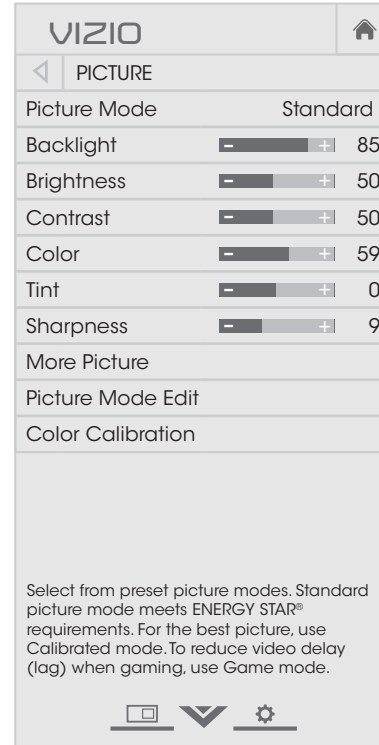 VIZIO
PICTURE
Picture Mode Standard
Backlight - + 85
Brightness - + 50
Contrast - + 50
Color - + 59
Tint - + 0
Sharpness - + 9
More Picture
Picture Mode Edit
Color Calibration
Select from preset picture modes. Standard
picture mode meets ENERGY STAR®
requirements. For the best picture, use
Calibrated mode. To reduce video delay
(lag) when gaming, use Game mode.